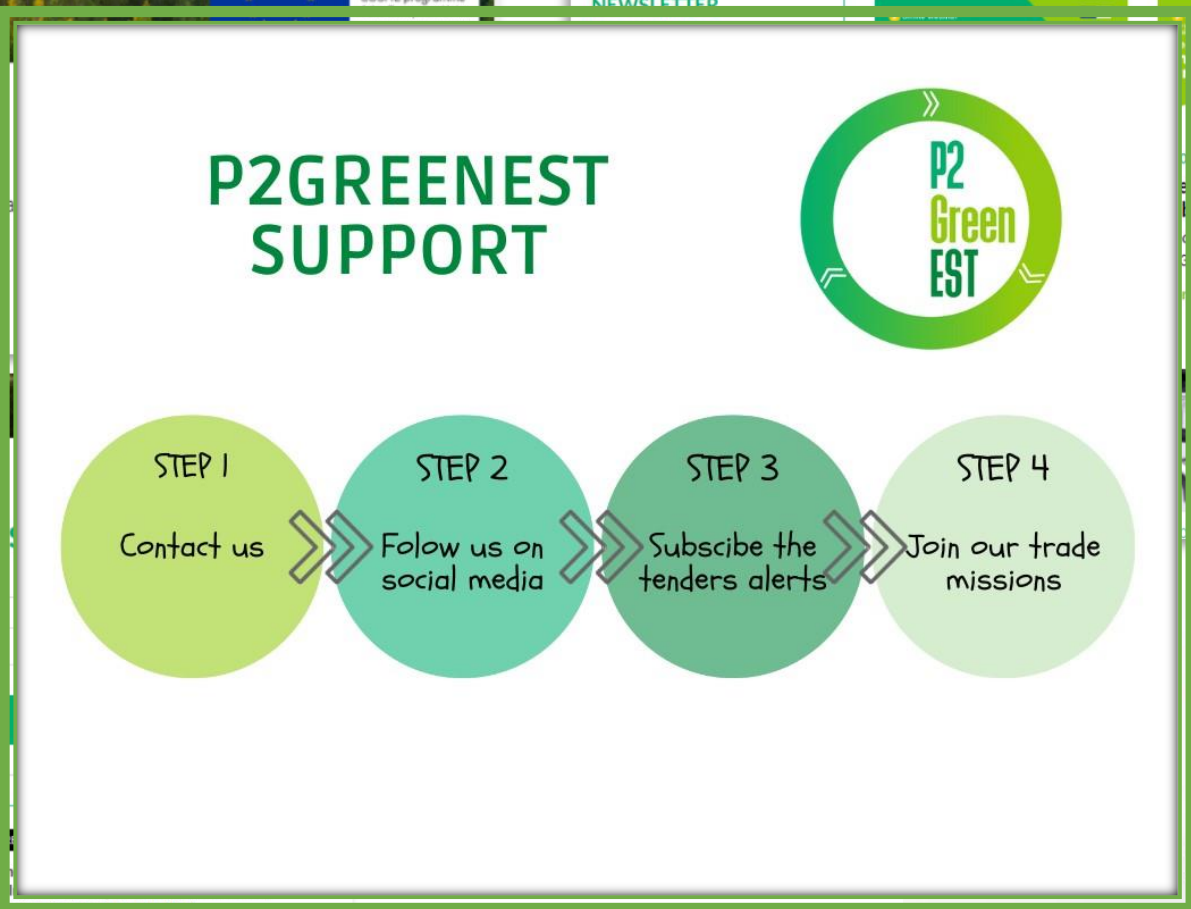 NEWSLETTER
P2GREENEST
SUPPORT
P2
Green
EST
STEP 1
Contact us
STEP 2
Folow us on
social media
STEP 3
Subscibe the
tenders alerts
STEP 4
Join our trade
missions